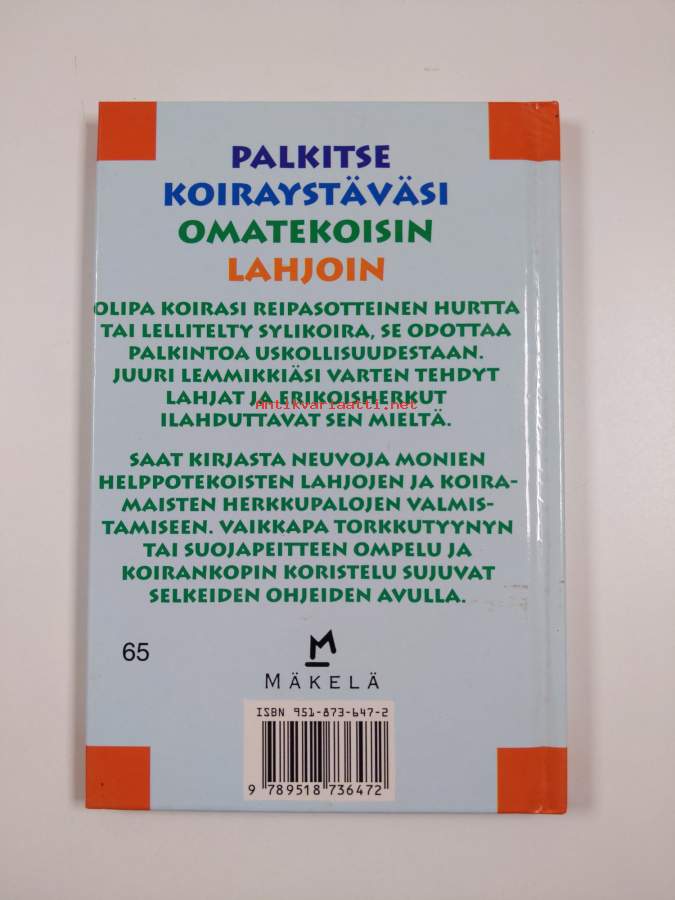 PALKITSE
KOIRAYSTÄVÄSI
OMATEKOISIN
LAHJOIN
OLIPA KOIRASI REIPASOTTEINEN HURTTA
TAI LELLITELTY SYLIKOIRA, SE ODOTTAA
PALKINTOA USKOLLISUUDESTAAN.
JUURI LEMMIKKIÄSI VARTEN TEHDYT
LAHJAT JA ERIKOISHERKUT
Antikvariaatti.net
ILAHDUTTAVAT SEN MIELTÄ.
SAAT KIRJASTA NEUVOJA MONIEN
HELPPOTEKOISTEN LAHJOJEN JA KOIRA-
MAISTEN HERKKUPALOJEN VALMIS-
TAMISEEN. VAIKKAPA TORKKUTYYNYN
TAI SUOJAPEITTEEN OMPELU JA
KOIRANKOPIN KORISTELU SUJUVAT
SELKEIDEN OHJEIDEN AVULLA.
65
M
MÄKELÄ
ISBN 951-873-647-2
9 789518 736472